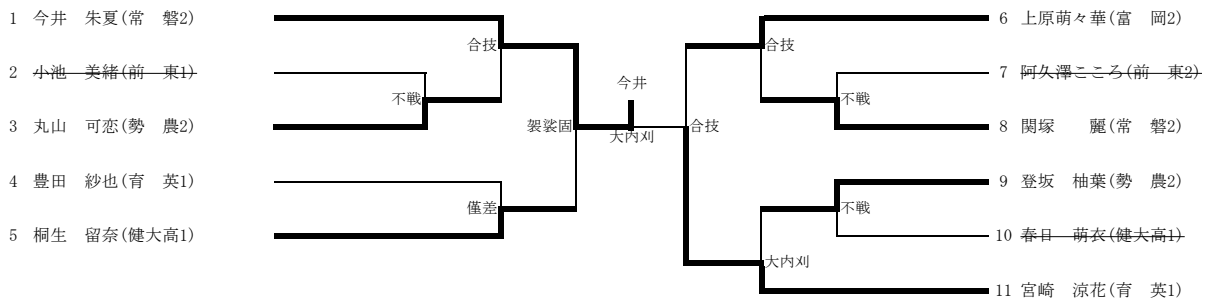 1 今井　朱夏(常　磐2)
2 小池　美緒(前　東1)
3 丸山　可恋(勢　農2)
4 豊田　紗也(育　英1)
5 桐生　留奈(健大高1)
合技
不戦
袈裟固
僅差
今井
大内刈
合技
合技
不戦
不戦
大内刈
6 上原萌々華(富　岡2)
7 阿久澤こころ(前　東2)
8 関塚　　麗(常　磐2)
9 登坂　柚葉(勢　農2)
10 春日　萌衣(健大高1)
11 宮崎　涼花(育　英1)